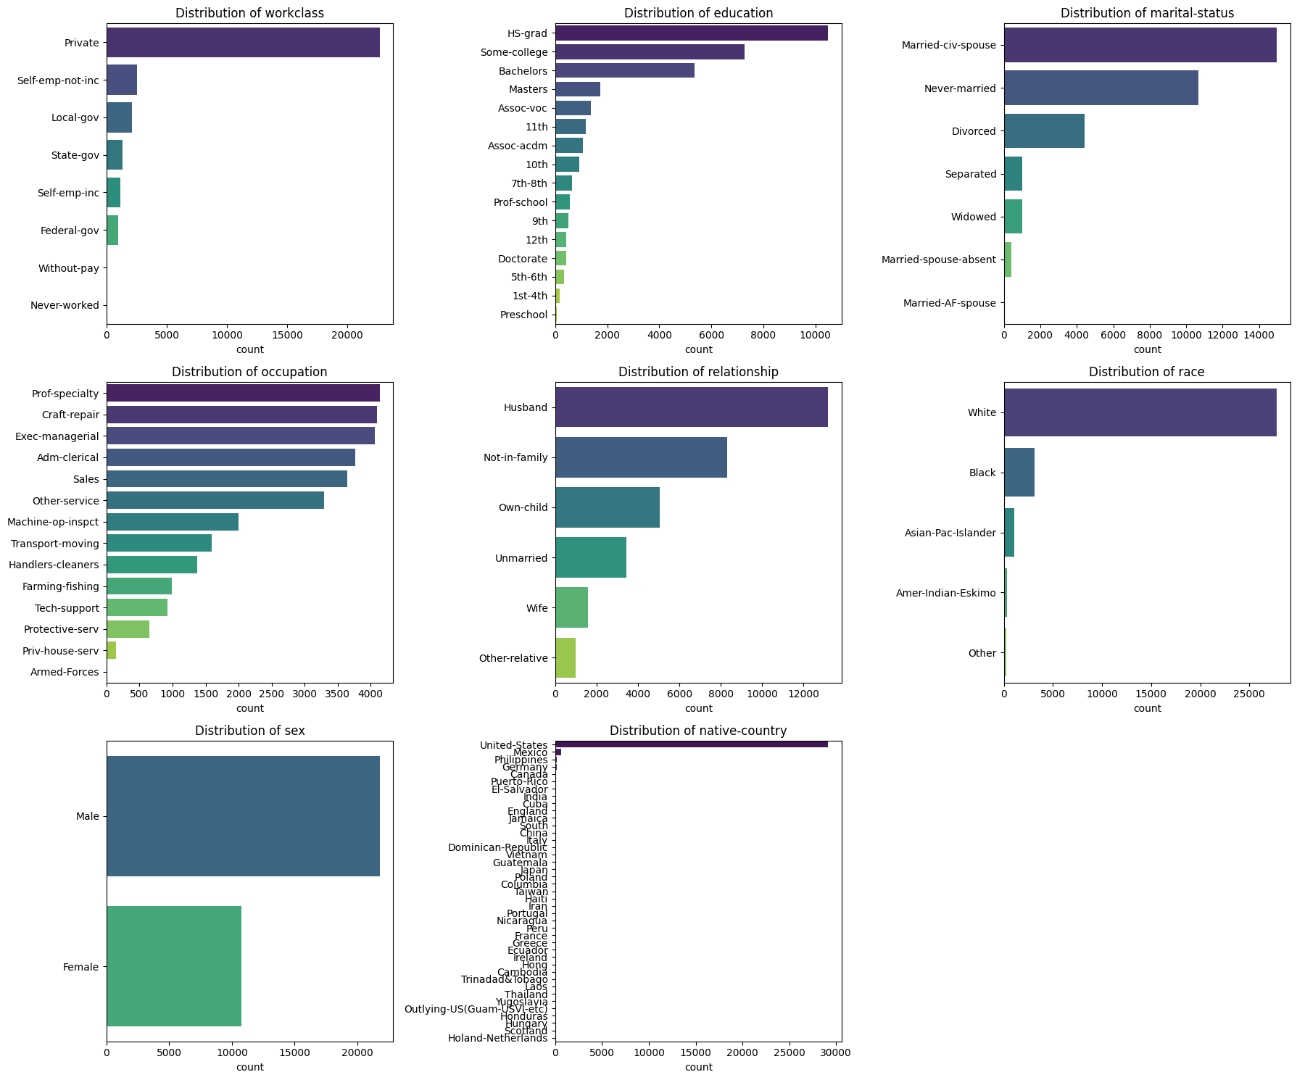 Distribution of workclass
Private
Self-emp-not-inc
Local-gov
State-gov
Self-emp-inc
Federal-gov
Without-pay
Never-worked
0 5000 10000 15000 20000
count
Distribution of education
HS-grad
Some-college
Bachelors
Masters
Assoc-voc
11th
Assoc-acdm
10th
7th-8th
Prof-school
9th
12th
Doctorate
5th-6th
1st-4th
Preschool
0 2000 4000 6000 8000 10000
count
Distribution of marital-status
Married-civ-spouse
Never-married
Divorced
Separated
Widowed
Married-spouse-absent
Married-AF-spouse
0 2000 4000 6000 8000 10000 12000 14000
count
Distribution of occupation
Prof-specialty
Craft-repair
Exec-managerial
Adm-clerical
Sales
Other-service
Machine-op-inspct
Transport-moving
Handlers-cleaners
Farming-fishing
Tech-support
Protective-serv
Priv-house-serv
Armed-Forces
0 500 1000 1500 2000 2500 3000 3500 4000
count
Distribution of relationship
Husband
Not-in-family
Own-child
Unmarried
Wife
Other-relative
0 2000 4000 6000 8000 10000 12000
count
Distribution of race
White
Black
Asian-Pac-Islander
Amer-Indian-Eskimo
Other
0 5000 10000 15000 20000 25000
count
Distribution of sex
Male
Female
0 5000 10000 15000 20000
count
Distribution of native-country
United-States
Mexico
Philippines
Germany
Canada
Puerto-Rico
El-Salvador
India
Cuba
England
Jamaica
South
China
Italy
Dominican-Republic
Vietnam
Guatemala
Japan
Poland
Columbia
Taiwan
Haiti
Iran
Portugal
Nicaragua
Peru
France
Greece
Ecuador
Ireland
Hong
Cambodia
Trinadad&Tobago
Laos
Thailand
Yugoslavia
Outlying-US(Guam-USVI-etc)
Honduras
Hungary
Scotland
Holand-Netherlands
0 5000 10000 15000 20000 25000 30000
count